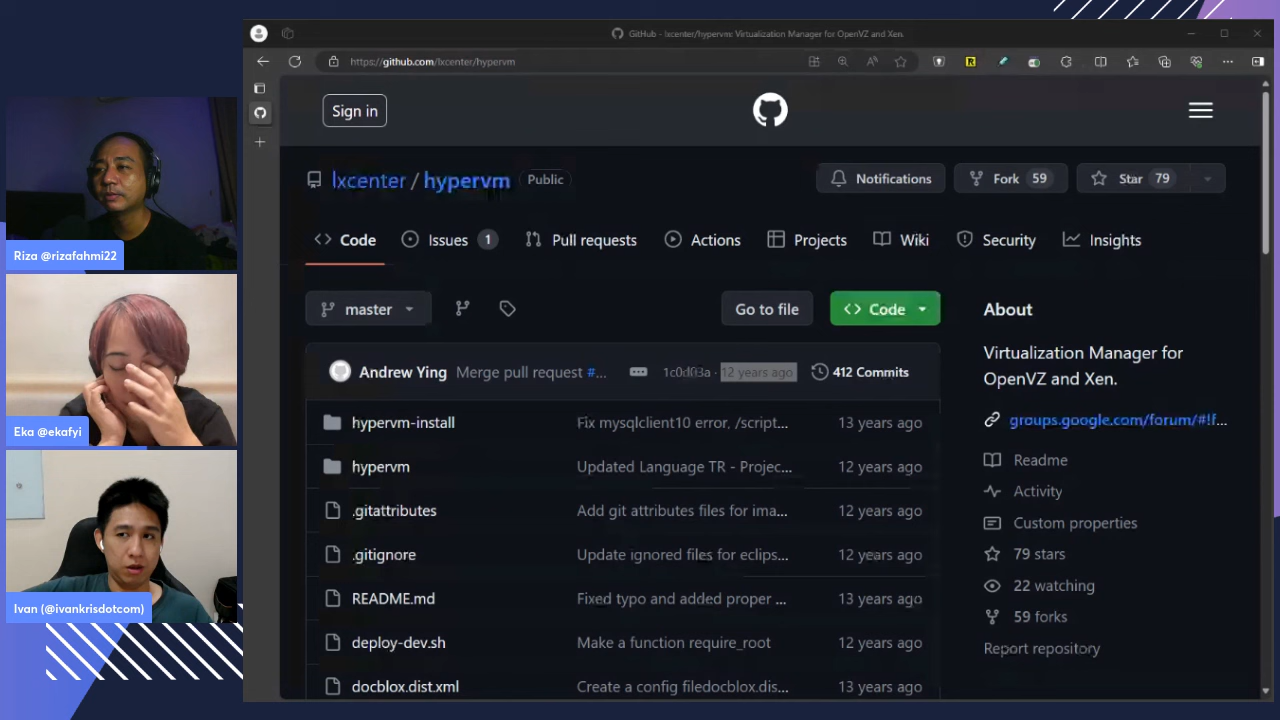 GitHub - lxcenter/hypervm: Virtualization Manager for OpenVZ and Xen.
https://github.com/lxcenter/hypervm
Sign in
lxcenter / hypervm Public
Notifications
Fork 59
Star 79
Code
Issues 1
Pull requests
Actions
Projects
Wiki
Security
Insights
master
Go to file
Code
Andrew Ying Merge pull request #... 12 years ago 412 Commits
hypervm-install Fix mysqlclient10 error, /script... 13 years ago
hypervm Updated Language TR - Projec... 12 years ago
.gitattributes Add git attributes files for ima... 12 years ago
.gitignore Update ignored files for eclips... 12 years ago
README.md Fixed typo and added proper ... 13 years ago
deploy-dev.sh Make a function require_root 12 years ago
docblox.dist.xml Create a config filedocblox.dis... 13 years ago
About
Virtualization Manager for
OpenVZ and Xen.
groups.google.com/forum/#!f...
Readme
Activity
Custom properties
79 stars
22 watching
59 forks
Report repository
Riza @rizafahmi22
Eka @ekafyi
Ivan (@ivankrisdotcom)